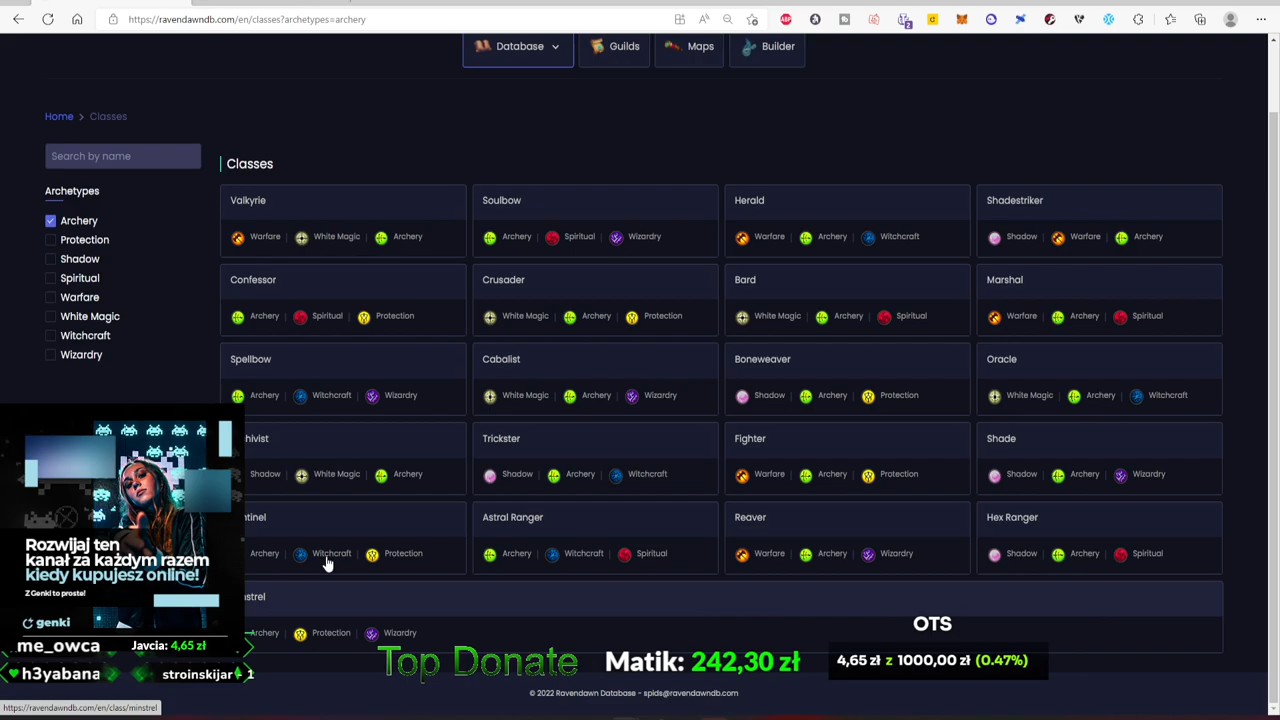 https://ravendawndb.com/en/classes?archetypes=archery
Database
Guilds
Maps
Builder
Home > Classes
Search by name
Archetypes
Archery
Protection
Shadow
Spiritual
Warfare
White Magic
Witchcraft
Wizardry
Classes
Valkyrie
Warfare | White Magic | Archery
Soulbow
Archery | Spiritual | Wizardry
Herald
Warfare | Archery | Witchcraft
Shadestriker
Shadow | Warfare | Archery
Confessor
Archery | Spiritual | Protection
Crusader
White Magic | Archery | Protection
Bard
White Magic | Archery | Spiritual
Marshal
Warfare | Archery | Spiritual
Spellbow
Archery | Witchcraft | Wizardry
Cabalist
White Magic | Archery | Wizardry
Boneweaver
Shadow | Archery | Protection
Oracle
White Magic | Archery | Witchcraft
hivist
Shadow | White Magic | Archery
Trickster
Shadow | Archery | Witchcraft
Fighter
Warfare | Archery | Protection
Shade
Shadow | Archery | Wizardry
ntinel
Archery | Witchcraft | Protection
Astral Ranger
Archery | Witchcraft | Spiritual
Reaver
Warfare | Archery | Wizardry
Hex Ranger
Shadow | Archery | Spiritual
nstrel
Archery | Protection | Wizardry
Rozwijaj ten
kanał za każdym razem
kiedy kupujesz online!
Z Genki to proste!
genki
me_owca
Javcia: 4,65 zł
h3yabana
stroinskijar - 1
Top Donate
Matik: 242,30 zł
OTS
4,65 zł z 1000,00 zł (0.47%)
© 2022 Ravendawn Database - spids@ravendawndb.com
https://ravendawndb.com/en/class/minstrel